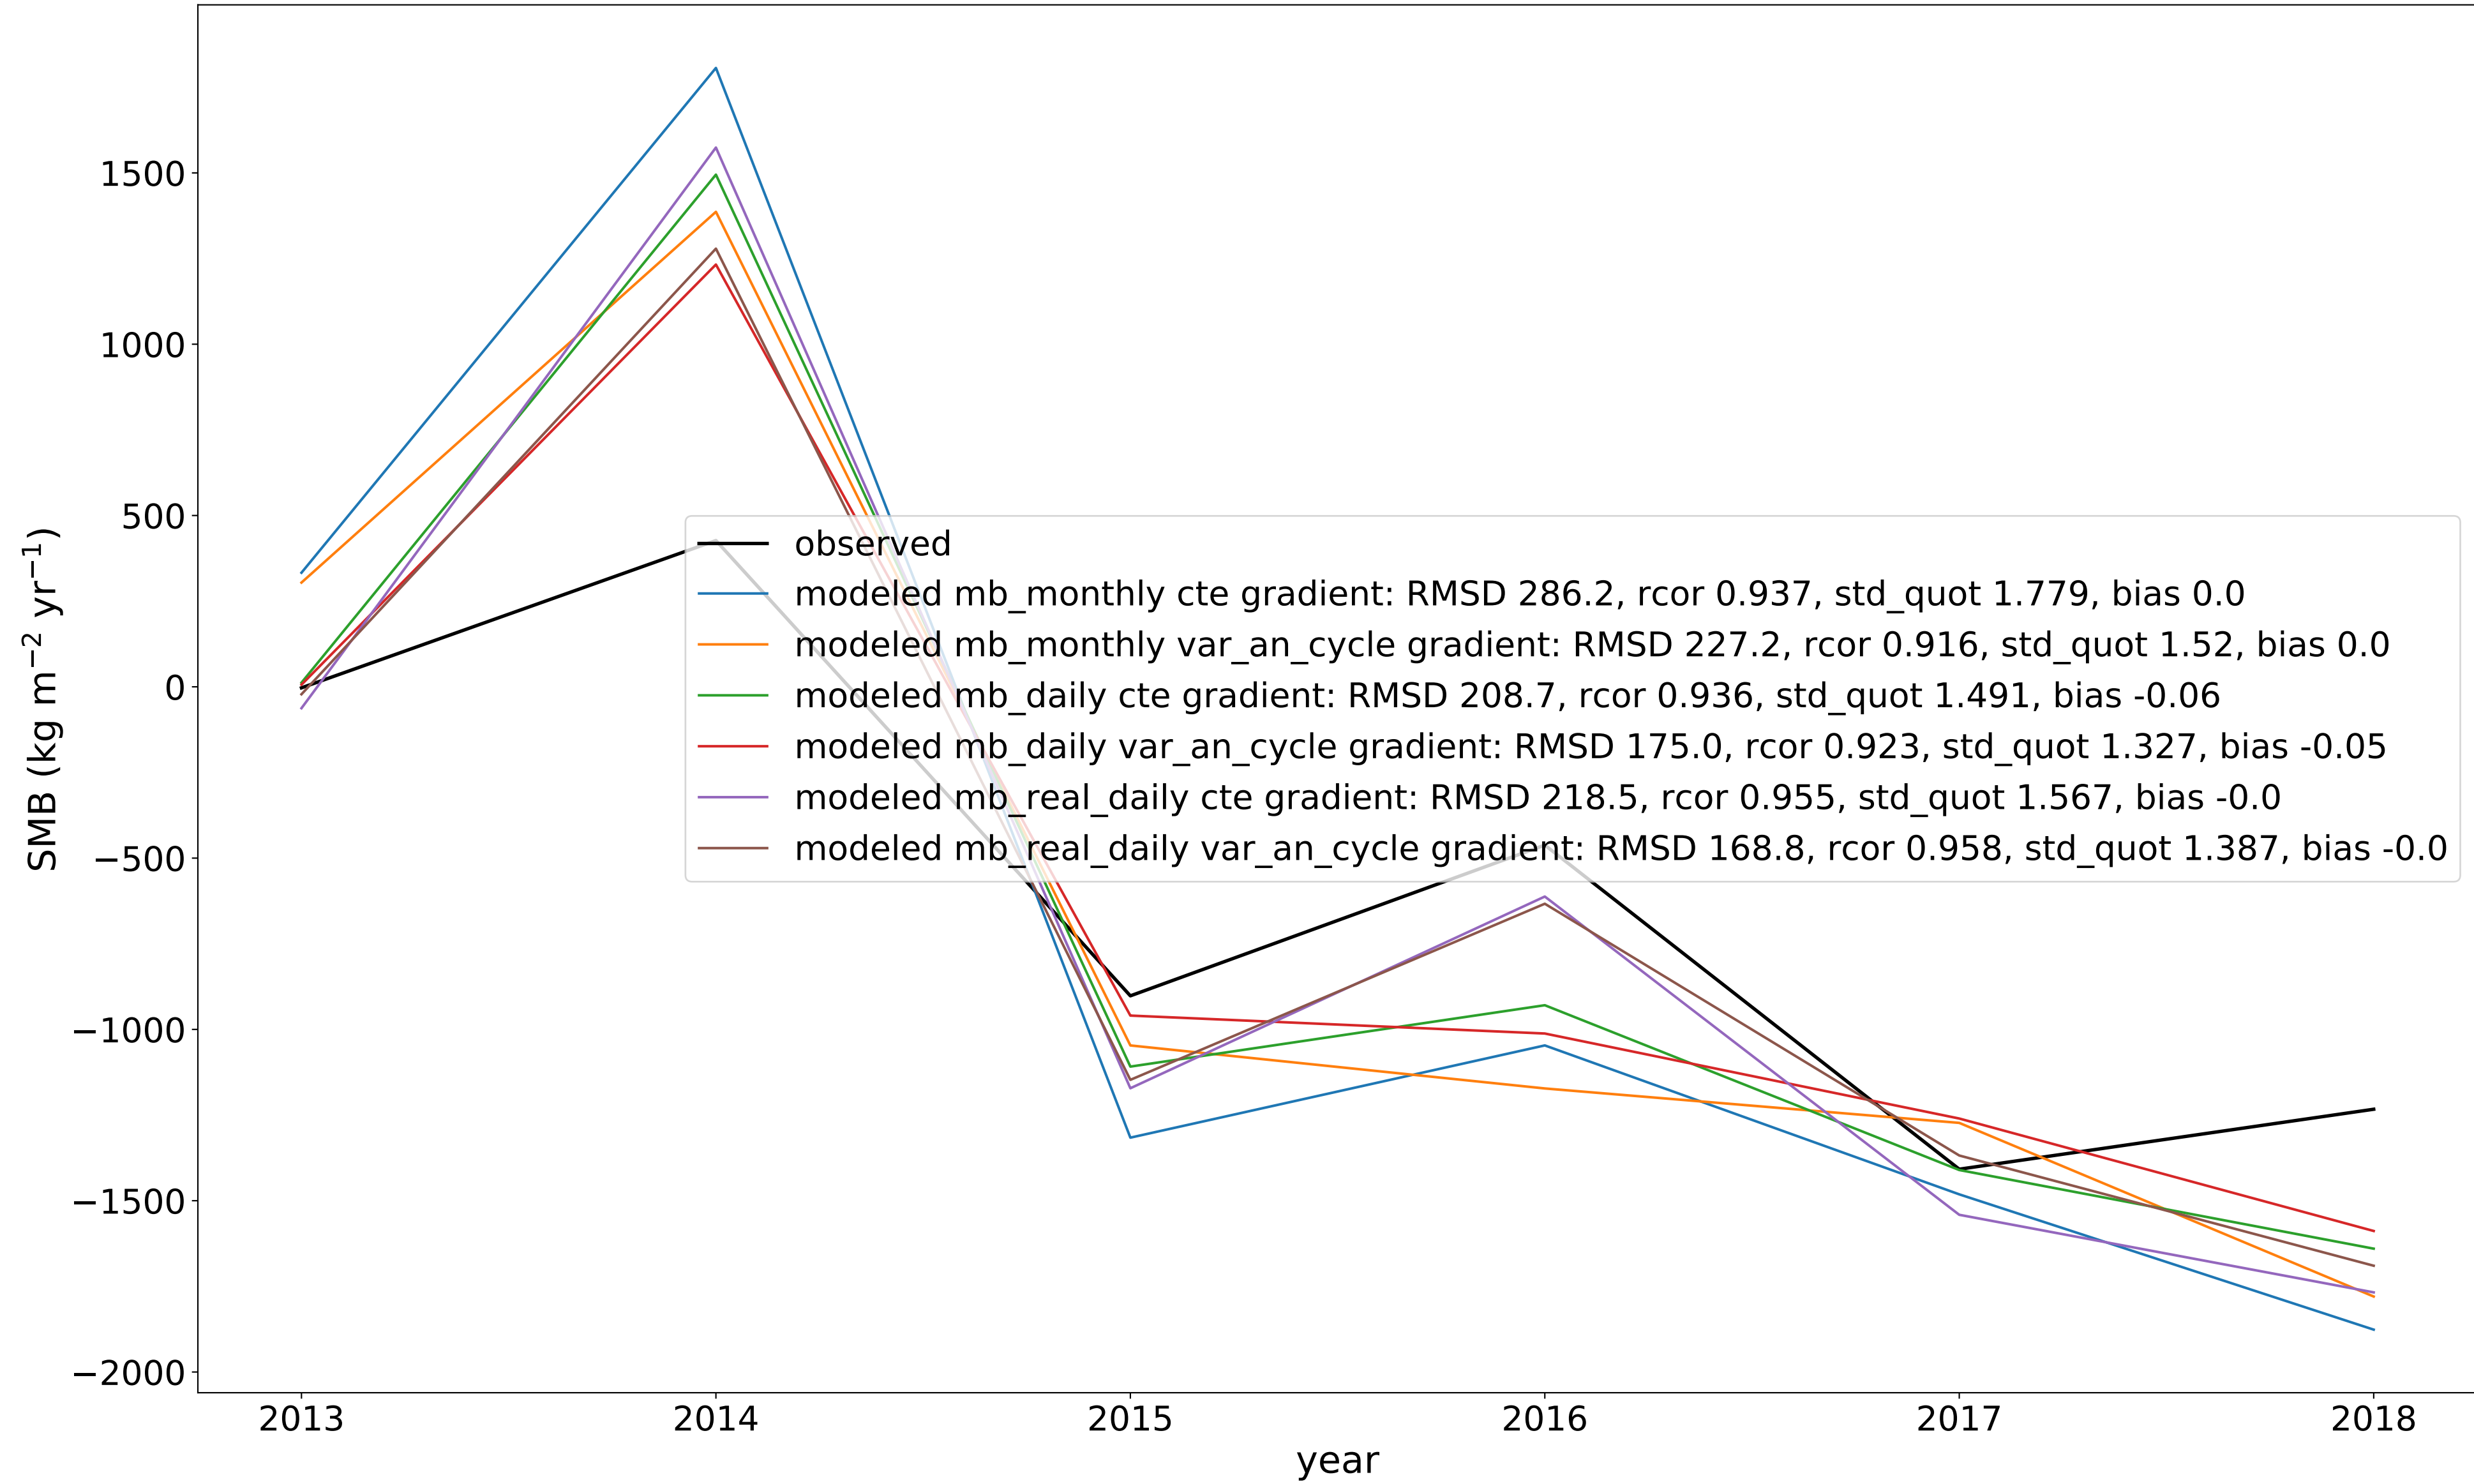 SMB (kg m⁻² yr⁻¹)
1500
1000
500
0
−500
−1000
−1500
−2000
observed
modeled mb_monthly cte gradient: RMSD 286.2, rcor 0.937, std_quot 1.779, bias 0.0
modeled mb_monthly var_an_cycle gradient: RMSD 227.2, rcor 0.916, std_quot 1.52, bias 0.0
modeled mb_daily cte gradient: RMSD 208.7, rcor 0.936, std_quot 1.491, bias -0.06
modeled mb_daily var_an_cycle gradient: RMSD 175.0, rcor 0.923, std_quot 1.327, bias -0.05
modeled mb_real_daily cte gradient: RMSD 218.5, rcor 0.955, std_quot 1.567, bias -0.0
modeled mb_real_daily var_an_cycle gradient: RMSD 168.8, rcor 0.958, std_quot 1.387, bias -0.0
2013 2014 2015 2016 2017 2018
year